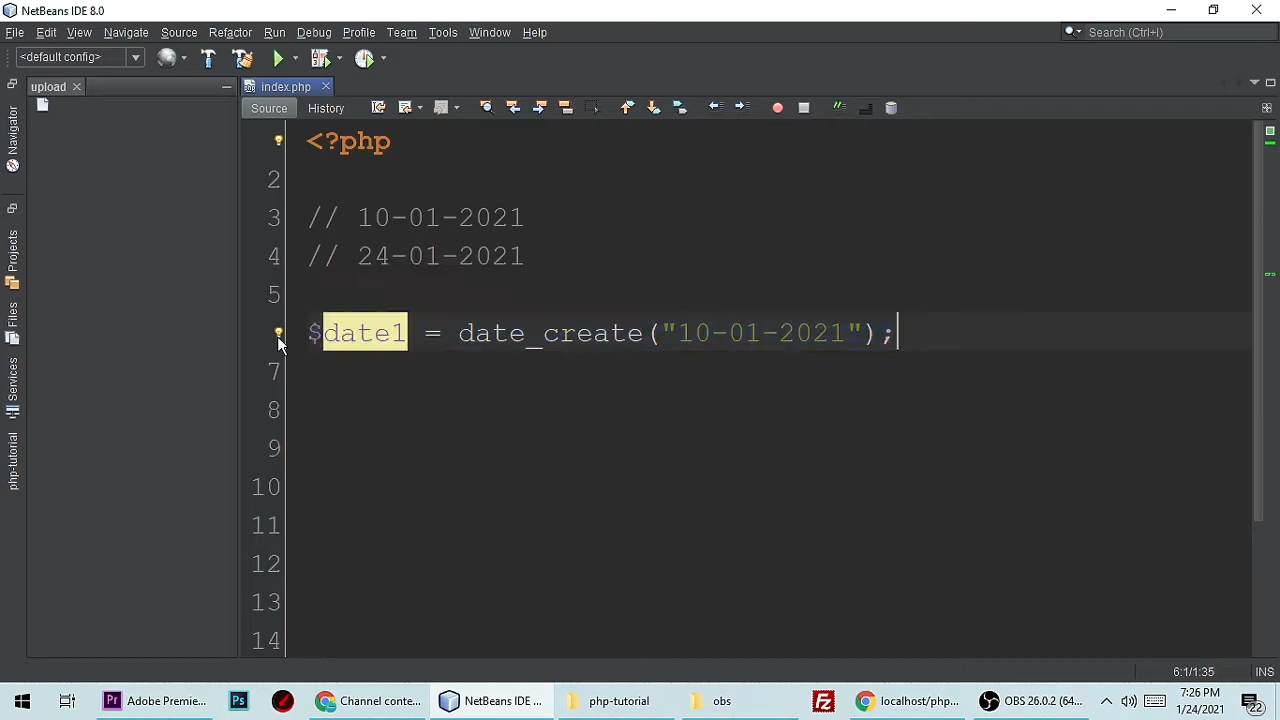 NetBeans IDE 8.0
File Edit View Navigate Source Refactor Run Debug Profile Team Tools Window Help
Search (Ctrl+I)
<default config>
upload
index.php
Source History
Navigator
Projects
Files
Services
php-tutorial
<?php
2
3 // 10-01-2021
4 // 24-01-2021
5
$date1 = date_create("10-01-2021");
7
8
9
10
11
12
13
14
6:1/1:35 INS
Adobe Premie...
Ps
Pr
Channel conte...
NetBeans IDE ...
php-tutorial
obs
localhost/php...
OBS 26.0.2 (64...
7:26 PM
1/24/2021
22